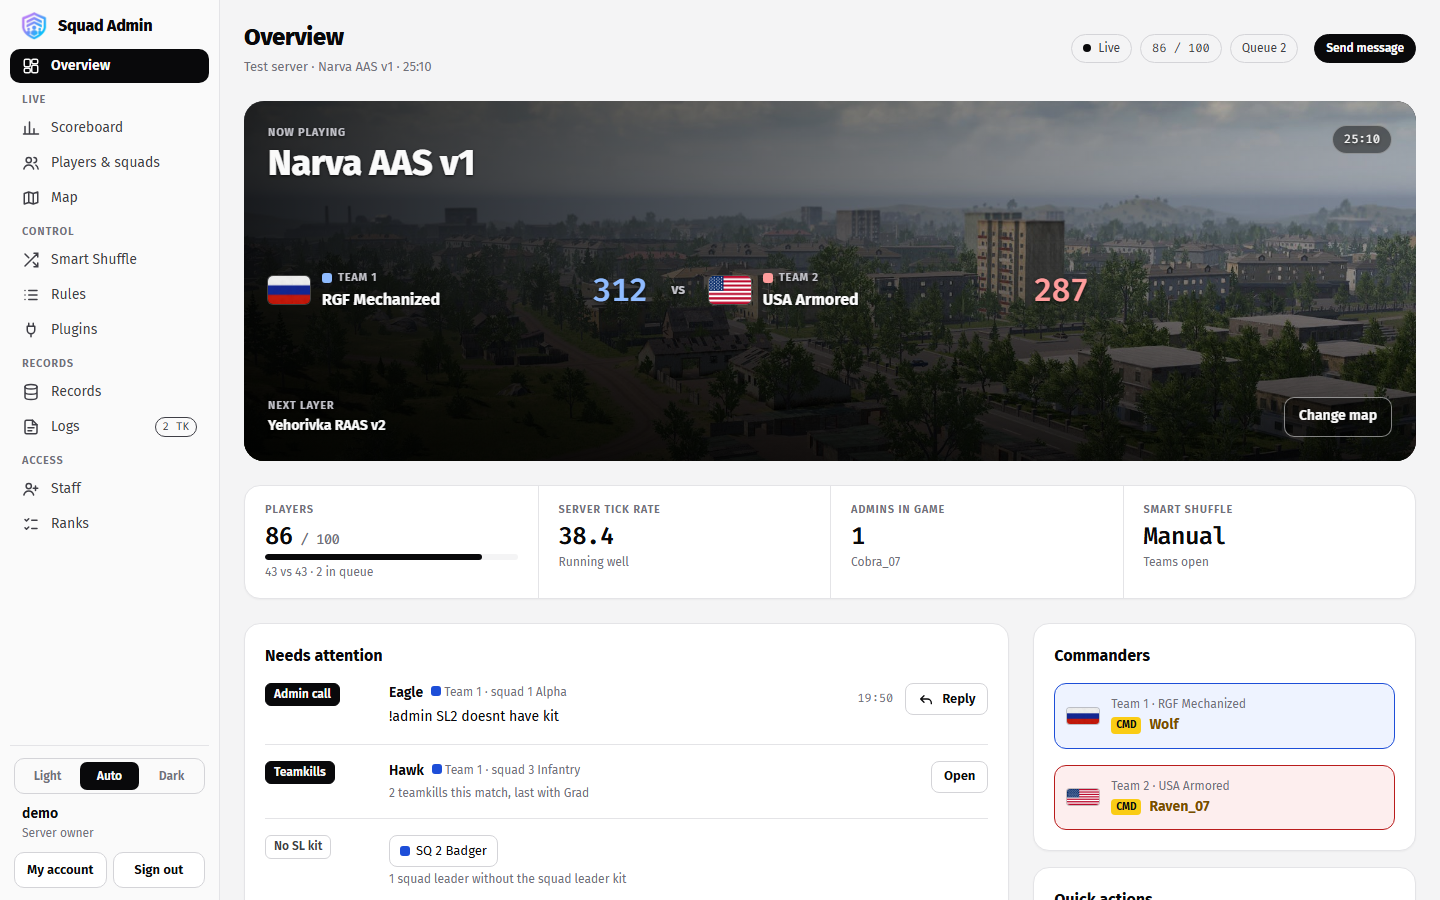 Squad Admin
Overview
LIVE
Scoreboard
Players & squads
Map
CONTROL
Smart Shuffle
Rules
Plugins
RECORDS
Records
Logs 2 TK
ACCESS
Staff
Ranks
Light Auto Dark
demo
Server owner
My account Sign out
Overview
Test server · Narva AAS v1 · 25:10
Live 86 / 100 Queue 2 Send message
NOW PLAYING
Narva AAS v1
25:10
TEAM 1
RGF Mechanized
312
VS
TEAM 2
USA Armored
287
NEXT LAYER
Yehorivka RAAS v2
Change map
PLAYERS
86 / 100
43 vs 43 · 2 in queue
SERVER TICK RATE
38.4
Running well
ADMINS IN GAME
1
Cobra_07
SMART SHUFFLE
Manual
Teams open
Needs attention
Admin call
Eagle Team 1 · squad 1 Alpha
!admin SL2 doesnt have kit
19:50 Reply
Teamkills
Hawk Team 1 · squad 3 Infantry
2 teamkills this match, last with Grad
Open
No SL kit
SQ 2 Badger
1 squad leader without the squad leader kit
Commanders
Team 1 · RGF Mechanized
CMD Wolf
Team 2 · USA Armored
CMD Raven_07
Quick actions